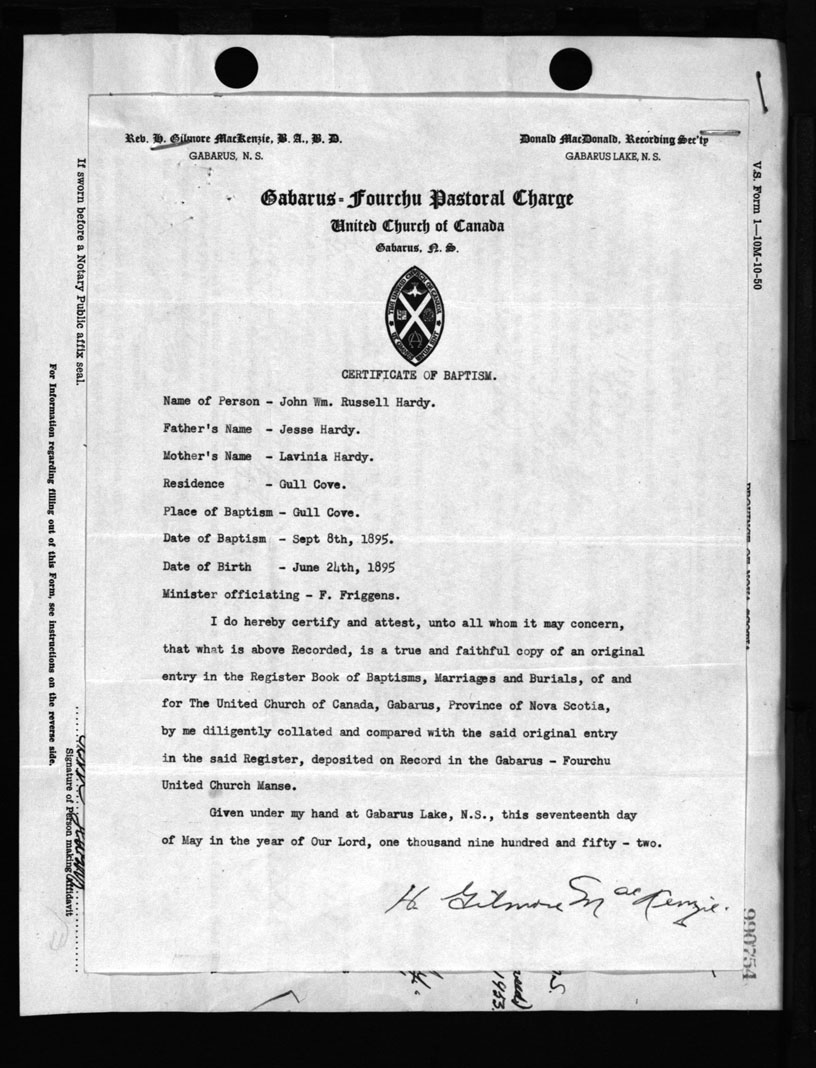 Rev. H. Gilmore MacKenzie, B. A., B. D.
GABARUS, N. S.
Donald MacDonald, Recording Sec'ty
GABARUS LAKE, N. S.
Gabarus-Fourchu Pastoral Charge
United Church of Canada
Gabarus, N. S.
CERTIFICATE OF BAPTISM.
Name of Person - John Wm. Russell Hardy.
Father's Name - Jesse Hardy.
Mother's Name - Lavinia Hardy.
Residence - Gull Cove.
Place of Baptism - Gull Cove.
Date of Baptism - Sept 8th, 1895.
Date of Birth - June 24th, 1895
Minister officiating - F. Friggens.
I do hereby certify and attest, unto all whom it may concern,
that what is above Recorded, is a true and faithful copy of an original
entry in the Register Book of Baptisms, Marriages and Burials, of and
for The United Church of Canada, Gabarus, Province of Nova Scotia,
by me diligently collated and compared with the said original entry
in the said Register, deposited on Record in the Gabarus - Fourchu
United Church Manse.
Given under my hand at Gabarus Lake, N.S., this seventeenth day
of May in the year of Our Lord, one thousand nine hundred and fifty - two.
H. Gilmore MacKenzie.
If sworn before a Notary Public affix seal.
For Information regarding filling out of this Form, see instructions on the reverse side.
Signature of Person making Affidavit
V.S. Form 1—10M-10-50
990754
N.S.
1953.